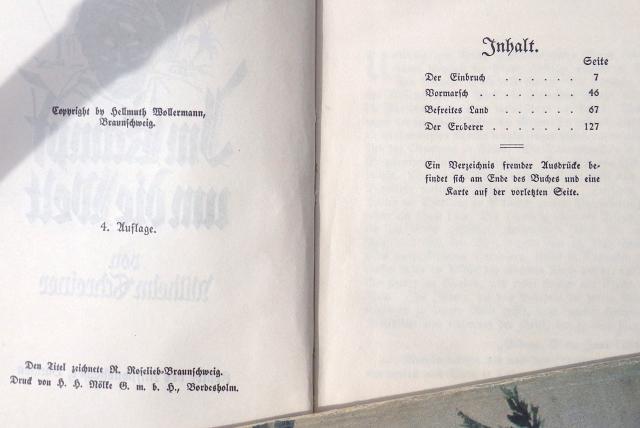 Copyright by Hellmuth Wollermann,
Braunschweig.
4. Auflage.
Den Titel zeichnete R. Roselieb-Braunschweig.
Druck von H. H. Nölke G. m. b. H., Bordesholm.
Inhalt.
Seite
Der Einbruch . . . . . . 7
Vormarsch . . . . . . . 46
Befreites Land . . . . . 67
Der Eroberer . . . . . . 127
Ein Verzeichnis fremder Ausdrücke be-
findet sich am Ende des Buches und eine
Karte auf der vorletzten Seite.